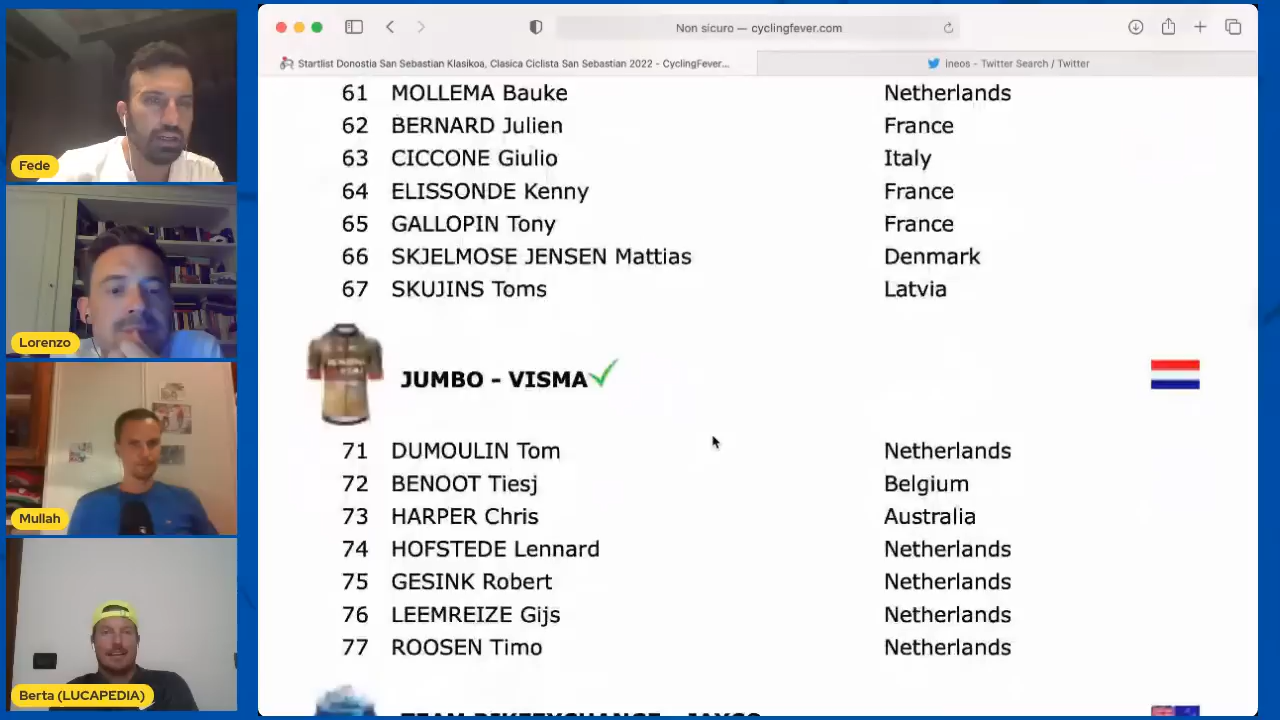 Fede
Lorenzo
Mullah
Berta (LUCAPEDIA)
Non sicuro — cyclingfever.com
Startlist Donostia San Sebastian Klasikoa, Clasica Ciclista San Sebastian 2022 - CyclingFever...
ineos - Twitter Search / Twitter
61 MOLLEMA Bauke Netherlands
62 BERNARD Julien France
63 CICCONE Giulio Italy
64 ELISSONDE Kenny France
65 GALLOPIN Tony France
66 SKJELMOSE JENSEN Mattias Denmark
67 SKUJINS Toms Latvia
JUMBO - VISMA
71 DUMOULIN Tom Netherlands
72 BENOOT Tiesj Belgium
73 HARPER Chris Australia
74 HOFSTEDE Lennard Netherlands
75 GESINK Robert Netherlands
76 LEEMREIZE Gijs Netherlands
77 ROOSEN Timo Netherlands
TEAM BIKEEXCHANGE - JAYCO